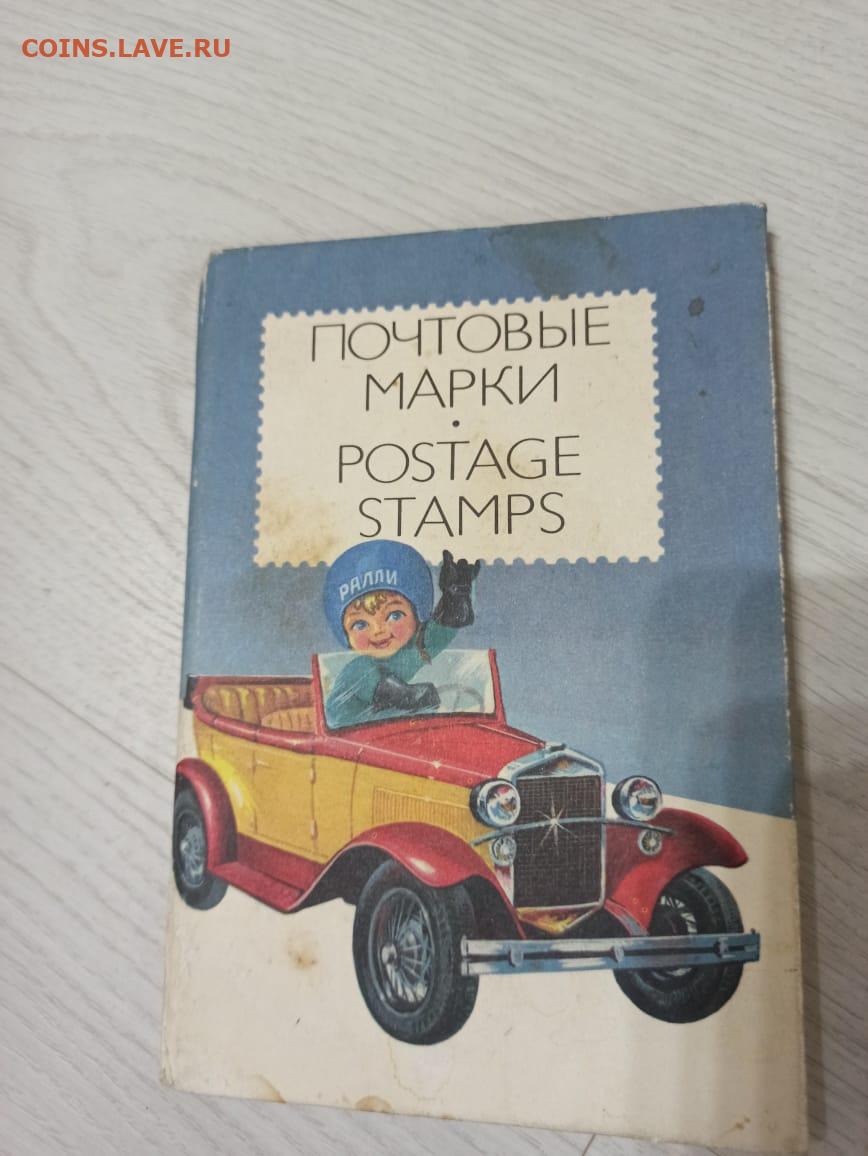 COINS.LAVE.RU
ПОЧТОВЫЕ
МАРКИ
•
POSTAGE
STAMPS
РАЛЛИ